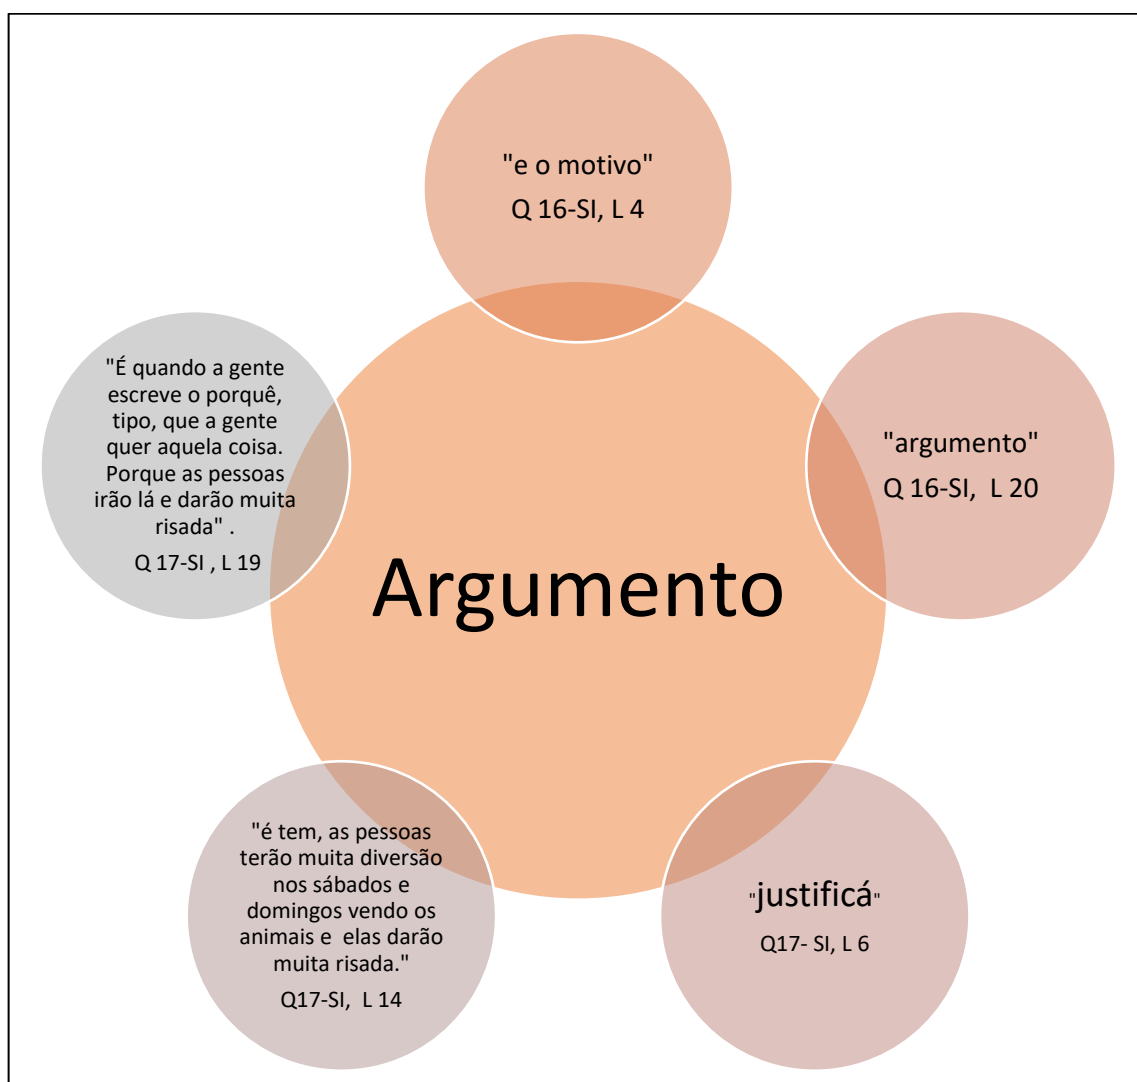 "e o motivo"
Q 16-SI, L 4
"É quando a gente
escreve o porquê,
tipo, que a gente
quer aquela coisa.
Porque as pessoas
irão lá e darão muita
risada" .
Q 17-SI , L 19
"argumento"
Q 16-SI, L 20
Argumento
"é tem, as pessoas
terão muita diversão
nos sábados e
domingos vendo os
animais e elas darão
muita risada."
Q17-SI, L 14
"justificá"
Q17- SI, L 6